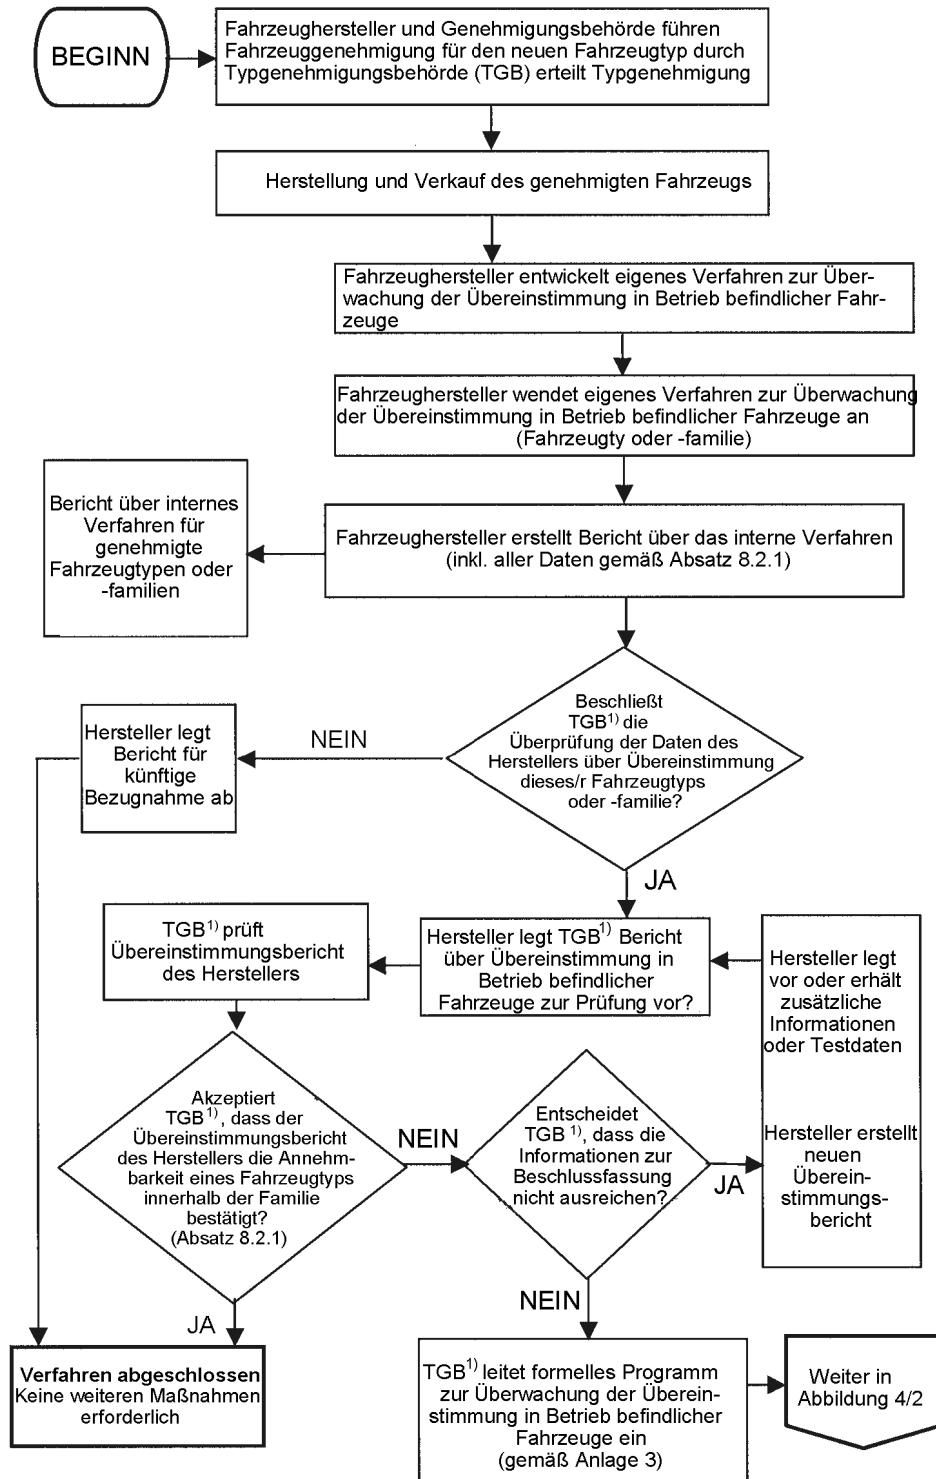 BEGINN
Fahrzeughersteller und Genehmigungsbehörde führen
Fahrzeuggenehmigung für den neuen Fahrzeugtyp durch
Typgenehmigungsbehörde (TGB) erteilt Typgenehmigung
Herstellung und Verkauf des genehmigten Fahrzeugs
Fahrzeughersteller entwickelt eigenes Verfahren zur Über-
wachung der Übereinstimmung in Betrieb befindlicher Fahr-
zeuge
Fahrzeughersteller wendet eigenes Verfahren zur Überwachung
der Übereinstimmung in Betrieb befindlicher Fahrzeuge an
(Fahrzeugty oder -familie)
Bericht über internes
Verfahren für
genehmigte
Fahrzeugtypen oder
-familien
Fahrzeughersteller erstellt Bericht über das interne Verfahren
(inkl. aller Daten gemäß Absatz 8.2.1)
Beschließt
TGB¹⁾ die
Überprüfung der Daten des
Herstellers über Übereinstimmung
dieses/r Fahrzeugtyps
oder -familie?
NEIN
Hersteller legt
Bericht für
künftige
Bezugnahme ab
JA
TGB¹⁾ prüft
Übereinstimmungsbericht
des Herstellers
Hersteller legt TGB¹⁾ Bericht
über Übereinstimmung in
Betrieb befindlicher
Fahrzeuge zur Prüfung vor?
Hersteller legt
vor oder erhält
zusätzliche
Informationen
oder Testdaten
Hersteller erstellt
neuen
Überein-
stimmungs-
bericht
Akzeptiert
TGB¹⁾, dass der
Übereinstimmungsbericht
des Herstellers die Annehm-
barkeit eines Fahrzeugtyps
innerhalb der Familie
bestätigt?
(Absatz 8.2.1)
NEIN
Entscheidet
TGB ¹⁾, dass die
Informationen zur
Beschlussfassung
nicht ausreichen?
JA
NEIN
JA
Verfahren abgeschlossen
Keine weiteren Maßnahmen
erforderlich
TGB¹⁾ leitet formelles Programm
zur Überwachung der Überein-
stimmung in Betrieb befindlicher
Fahrzeuge ein
(gemäß Anlage 3)
Weiter in
Abbildung 4/2